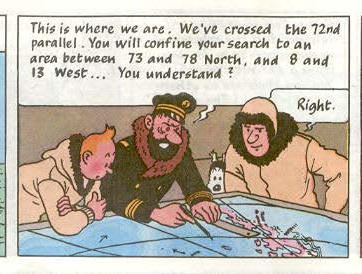 This is where we are. We've crossed the 72nd
parallel. You will confine your search to an
area between 73 and 78 North, and 8 and
13 West... You understand?
Right.